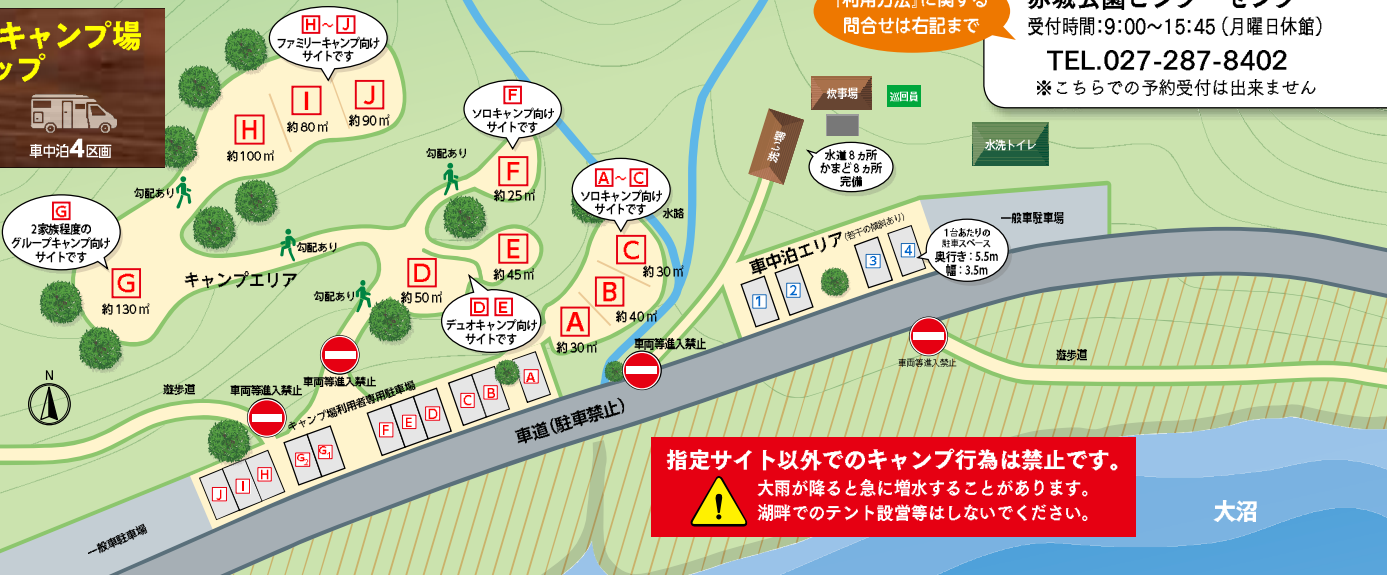 キャンプ場
ップ
車中泊4区画
H～J
ファミリーキャンプ向け
サイトです
H
約100㎡
I
約80㎡
J
約90㎡
F
ソロキャンプ向け
サイトです
F
約25㎡
勾配あり
勾配あり
勾配あり
勾配あり
G
2家族程度の
グループキャンプ向け
サイトです
G
約130㎡
キャンプエリア
D
約50㎡
E
約45㎡
D E
デュオキャンプ向け
サイトです
A～C
ソロキャンプ向け
サイトです
C
約30㎡
B
約40㎡
A
約30㎡
水路
『利用方法』に関する
問合せは右記まで
赤城公園ビジターセンター
受付時間：9：00～15：45（月曜日休館）
TEL.027-287-8402
※こちらでの予約受付は出来ません
炊事場
巡回員
洗い場
水道8ヵ所
かまど8ヵ所
完備
水洗トイレ
一般車駐車場
車中泊エリア（若干の傾斜あり）
1
2
3
4
1台あたりの
駐車スペース
奥行き：5.5m
幅：3.5m
車両等進入禁止
車両等進入禁止
車両等進入禁止
車両等進入禁止
遊歩道
遊歩道
N
キャンプ場利用者専用駐車場
J
I
H
G2
G1
F
E
D
C
B
A
一般車駐車場
車道（駐車禁止）
指定サイト以外でのキャンプ行為は禁止です。
大雨が降ると急に増水することがあります。
湖畔でのテント設営等はしないでください。
大沼